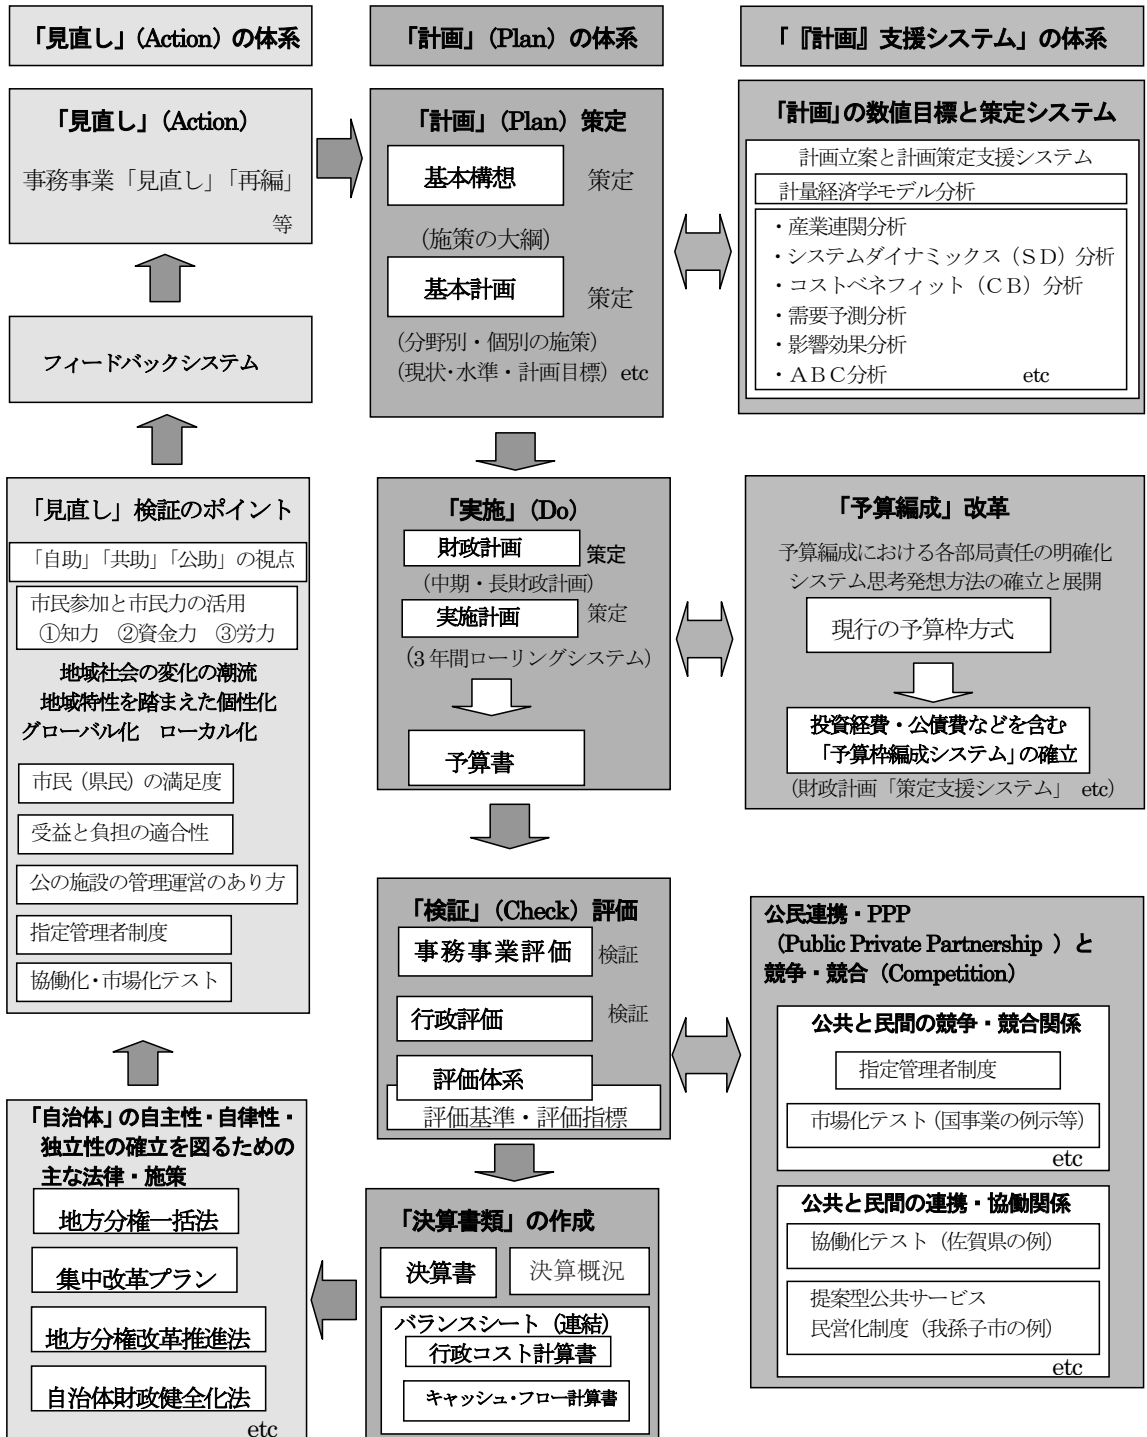 「見直し」(Action)の体系
「計画」(Plan)の体系
「『計画』支援システム」の体系
「見直し」(Action)
事務事業「見直し」「再編」
等
「計画」(Plan)策定
基本構想 策定
(施策の大綱)
基本計画 策定
(分野別・個別の施策)
(現状・水準・計画目標) etc
「計画」の数値目標と策定システム
計画立案と計画策定支援システム
計量経済学モデル分析
・産業連関分析
・システムダイナミックス(SD)分析
・コストベネフィット(CB)分析
・需要予測分析
・影響効果分析
・ABC分析 etc
フィードバックシステム
「見直し」検証のポイント
「自助」「共助」「公助」の視点
市民参加と市民力の活用
①知力 ②資金力 ③労力
地域社会の変化の潮流
地域特性を踏まえた個性化
グローバル化 ローカル化
市民(県民)の満足度
受益と負担の適合性
公の施設の管理運営のあり方
指定管理者制度
協働化・市場化テスト
「実施」(Do)
財政計画 策定
(中期・長財政計画)
実施計画 策定
(3年間ローリングシステム)
予算書
「予算編成」改革
予算編成における各部局責任の明確化
システム思考発想方法の確立と展開
現行の予算枠方式
投資経費・公債費などを含む
「予算枠編成システム」の確立
(財政計画「策定支援システム」 etc)
「検証」(Check)評価
事務事業評価 検証
行政評価 検証
評価体系
評価基準・評価指標
公民連携・PPP
(Public Private Partnership )と
競争・競合(Competition)
公共と民間の競争・競合関係
指定管理者制度
市場化テスト(国事業の例示等)
etc
公共と民間の連携・協働関係
協働化テスト(佐賀県の例)
提案型公共サービス
民営化制度(我孫子市の例)
etc
「自治体」の自主性・自律性・
独立性の確立を図るための
主な法律・施策
地方分権一括法
集中改革プラン
地方分権改革推進法
自治体財政健全化法
etc
「決算書類」の作成
決算書 決算概況
バランスシート(連結)
行政コスト計算書
キャッシュ・フロー計算書